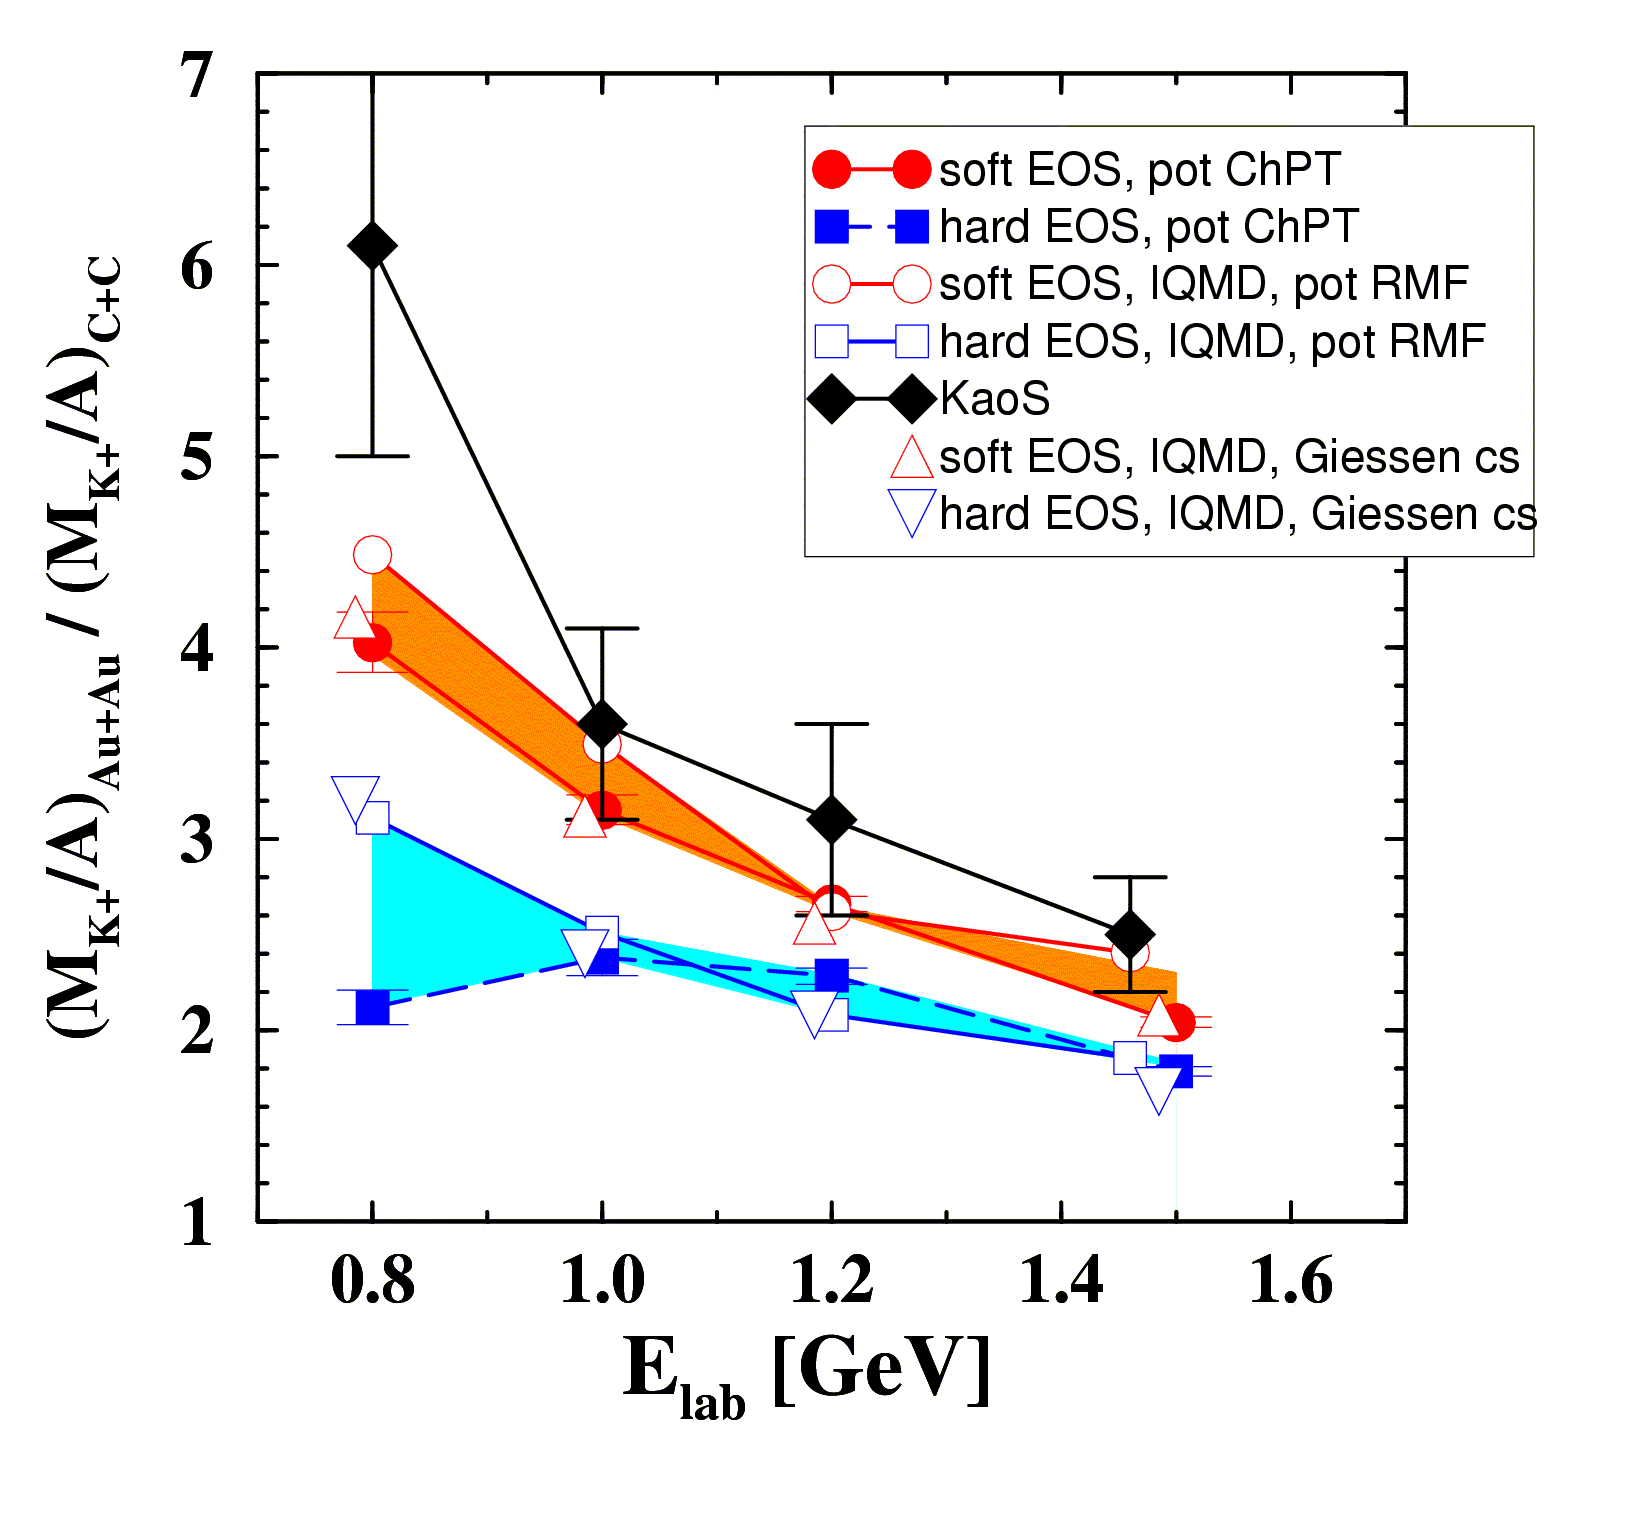 7
6
5
4
3
2
1
(M_K+/A)_Au+Au / (M_K+/A)_C+C
soft EOS, pot ChPT
hard EOS, pot ChPT
soft EOS, IQMD, pot RMF
hard EOS, IQMD, pot RMF
KaoS
soft EOS, IQMD, Giessen cs
hard EOS, IQMD, Giessen cs
0.8 1.0 1.2 1.4 1.6
E_lab [GeV]